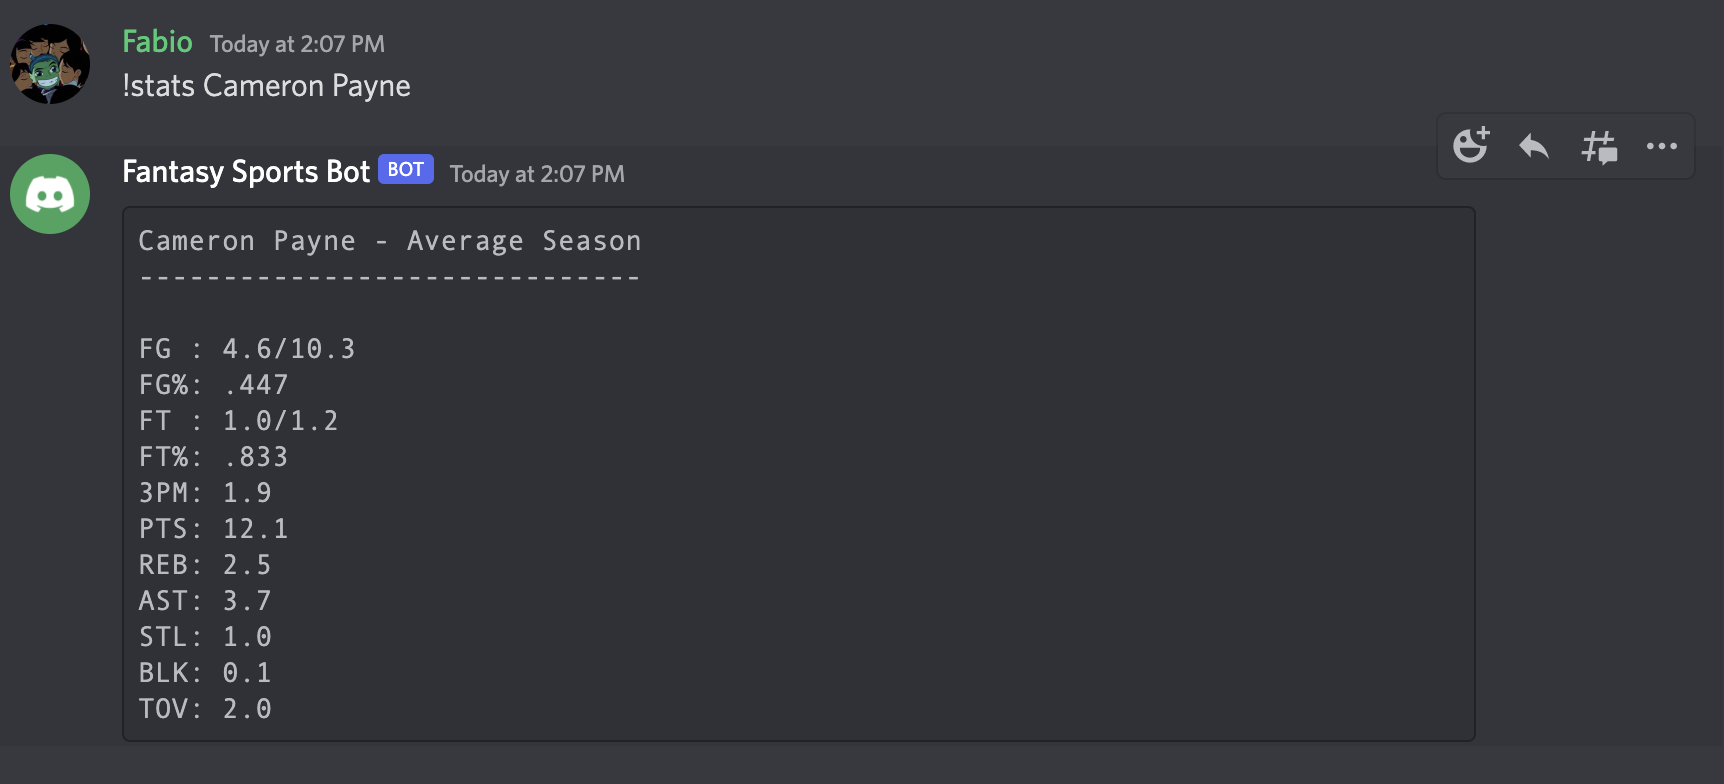 Fabio Today at 2:07 PM
!stats Cameron Payne
Fantasy Sports Bot BOT Today at 2:07 PM
Cameron Payne - Average Season
------------------------------
FG : 4.6/10.3
FG%: .447
FT : 1.0/1.2
FT%: .833
3PM: 1.9
PTS: 12.1
REB: 2.5
AST: 3.7
STL: 1.0
BLK: 0.1
TOV: 2.0